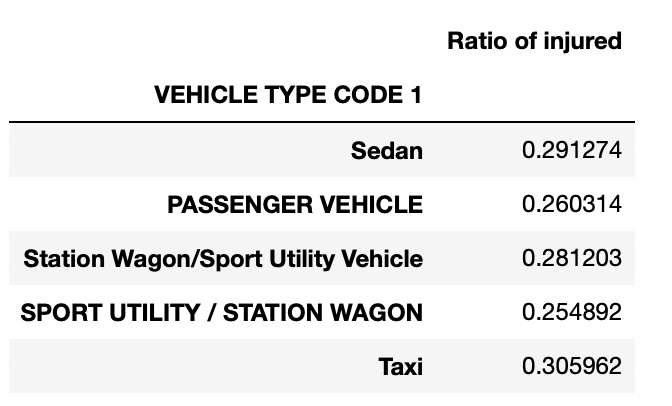 Ratio of injured
VEHICLE TYPE CODE 1
Sedan 0.291274
PASSENGER VEHICLE 0.260314
Station Wagon/Sport Utility Vehicle 0.281203
SPORT UTILITY / STATION WAGON 0.254892
Taxi 0.305962